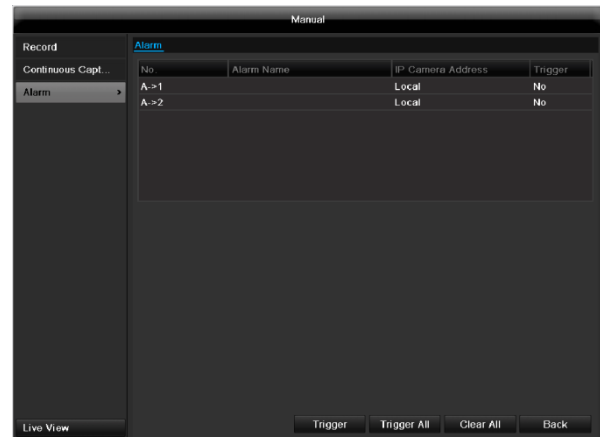 Manual
Record
Continuous Capt...
Alarm >
Live View
Alarm
No. Alarm Name IP Camera Address Trigger
A->1 Local No
A->2 Local No
Trigger Trigger All Clear All Back